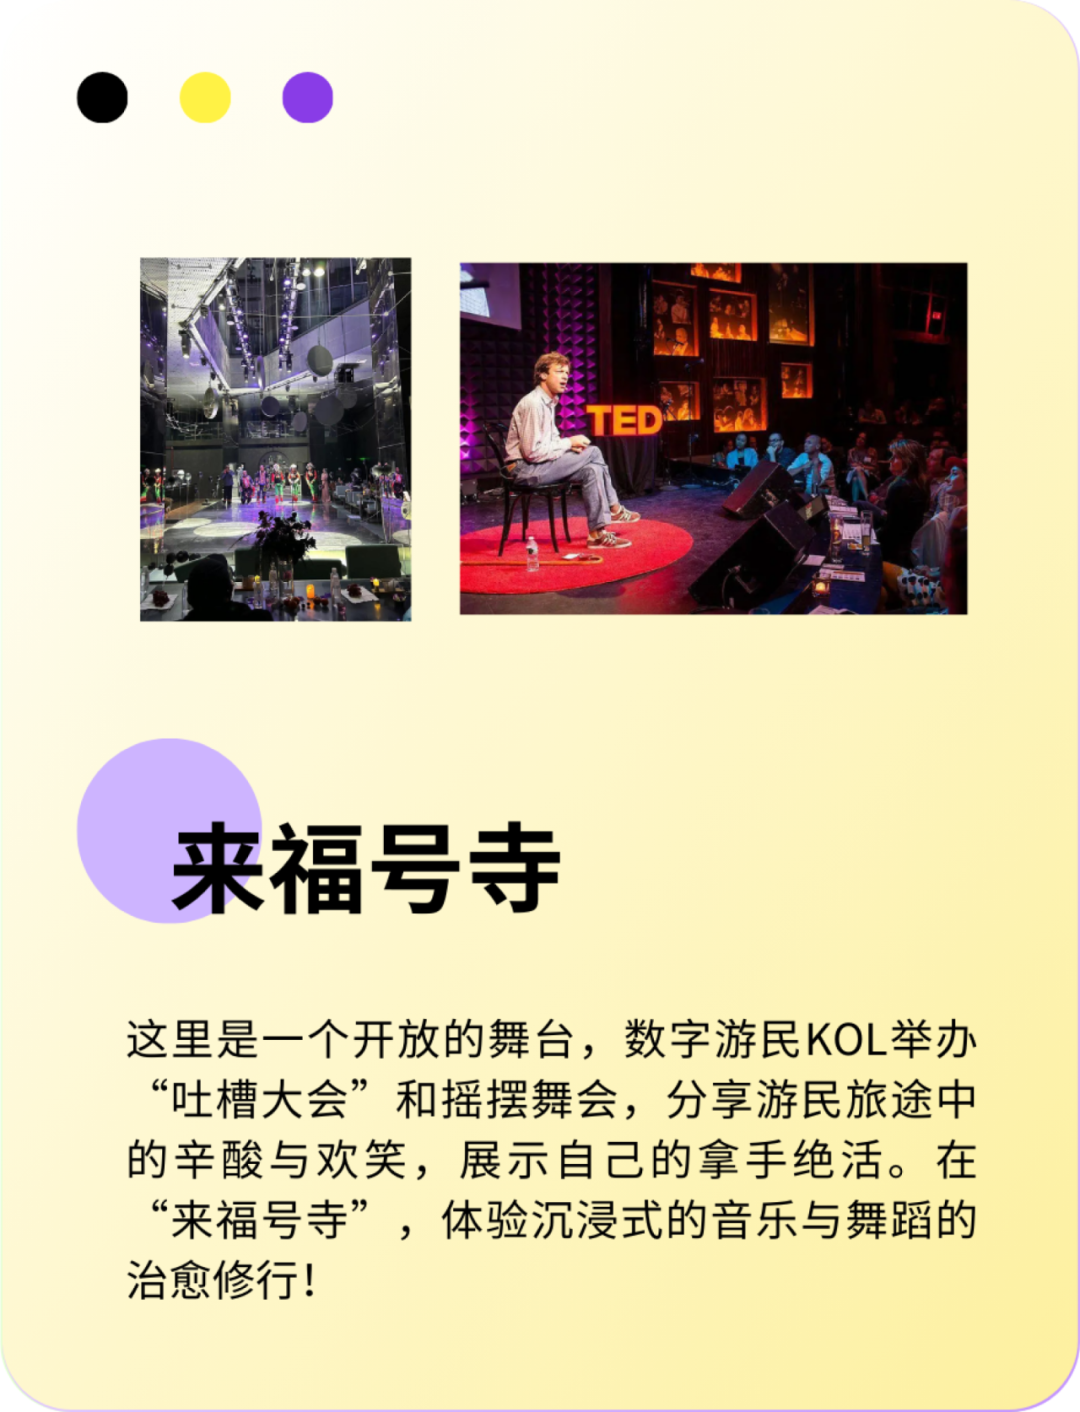 TED
来福号寺
这里是一个开放的舞台，数字游民KOL举办
“吐槽大会”和摇摆舞会，分享游民旅途中
的辛酸与欢笑，展示自己的拿手绝活。在
“来福号寺”，体验沉浸式的音乐与舞蹈的
治愈修行！